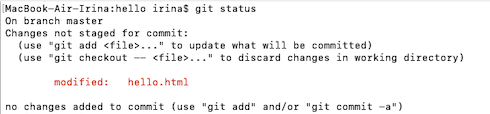 MacBook-Air-Irina:hello irina$ git status
On branch master
Changes not staged for commit:
  (use "git add <file>..." to update what will be committed)
  (use "git checkout -- <file>..." to discard changes in working directory)

        modified:   hello.html

no changes added to commit (use "git add" and/or "git commit -a")